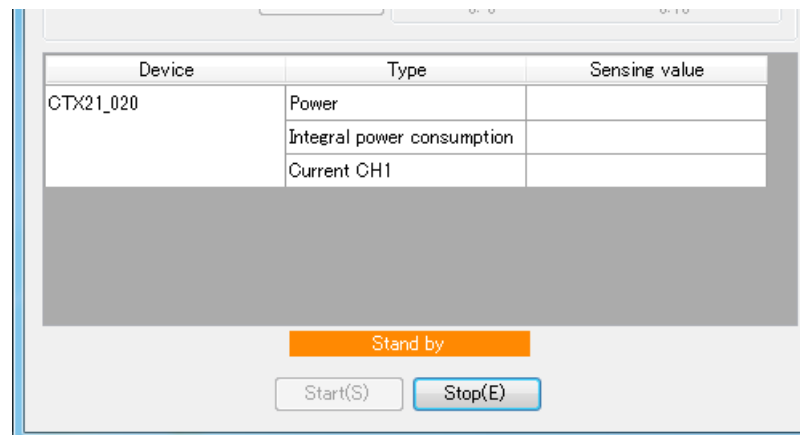 Device Type Sensing value
CTX21_020 Power
Integral power consumption
Current CH1
Stand by
Start(S) Stop(E)